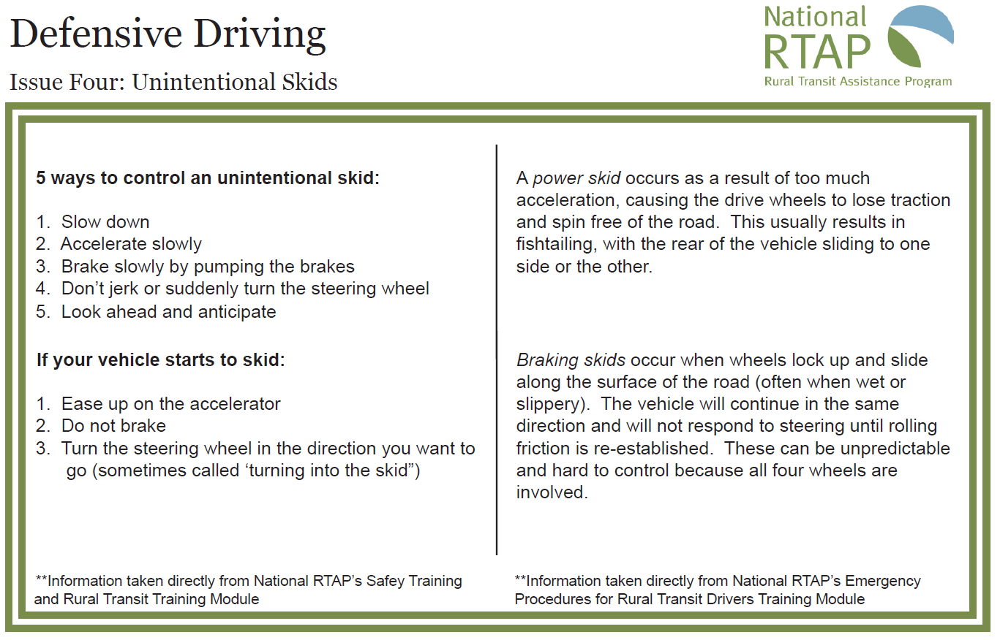 Defensive Driving
Issue Four: Unintentional Skids
National
RTAP
Rural Transit Assistance Program
5 ways to control an unintentional skid:
1. Slow down
2. Accelerate slowly
3. Brake slowly by pumping the brakes
4. Don’t jerk or suddenly turn the steering wheel
5. Look ahead and anticipate
If your vehicle starts to skid:
1. Ease up on the accelerator
2. Do not brake
3. Turn the steering wheel in the direction you want to
go (sometimes called ‘turning into the skid”)
**Information taken directly from National RTAP’s Safey Training
and Rural Transit Training Module
A power skid occurs as a result of too much
acceleration, causing the drive wheels to lose traction
and spin free of the road. This usually results in
fishtailing, with the rear of the vehicle sliding to one
side or the other.
Braking skids occur when wheels lock up and slide
along the surface of the road (often when wet or
slippery). The vehicle will continue in the same
direction and will not respond to steering until rolling
friction is re-established. These can be unpredictable
and hard to control because all four wheels are
involved.
**Information taken directly from National RTAP’s Emergency
Procedures for Rural Transit Drivers Training Module